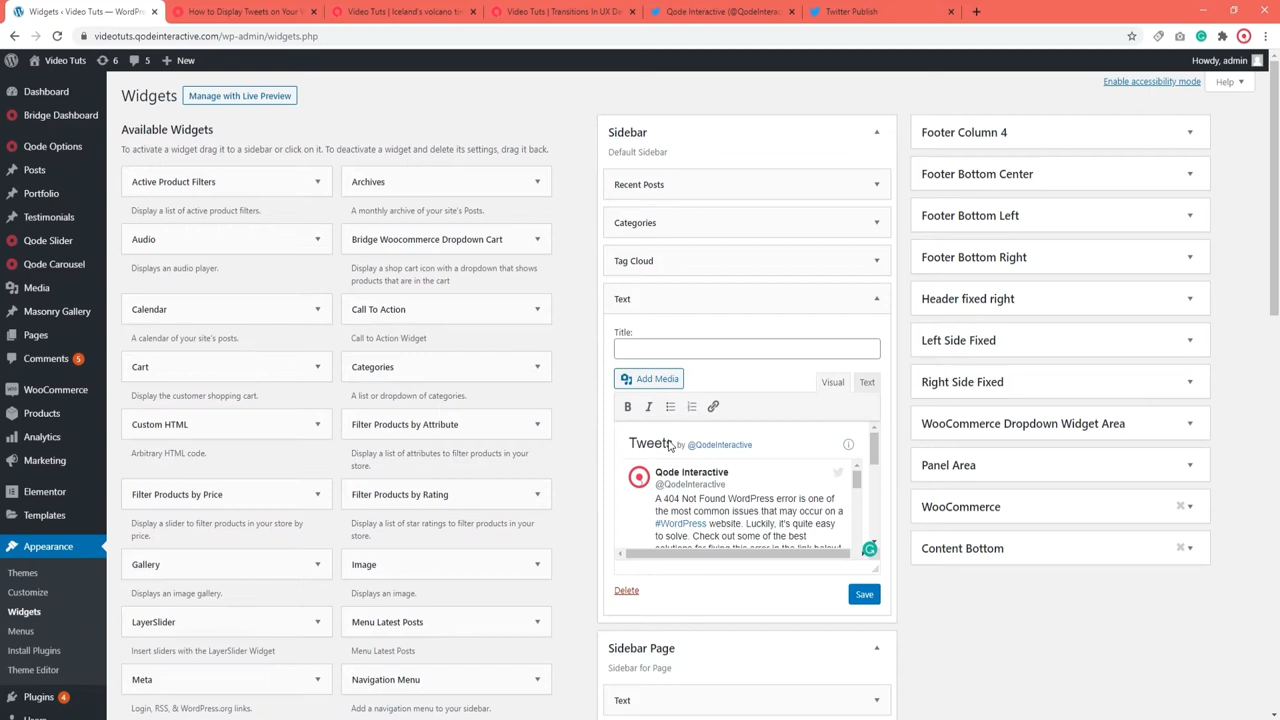 Widgets ‹ Video Tuts — WordPr
How to Display Tweets on Your W
Video Tuts | Iceland's volcano ti
Video Tuts | Transitions In UX De
Qode Interactive (@QodeInterac
Twitter Publish
videotuts.qodeinteractive.com/wp-admin/widgets.php
Video Tuts
6
5
New
Howdy, admin
Dashboard
Bridge Dashboard
Qode Options
Posts
Portfolio
Testimonials
Qode Slider
Qode Carousel
Media
Masonry Gallery
Pages
Comments 5
WooCommerce
Products
Analytics
Marketing
Elementor
Templates
Appearance
Themes
Customize
Widgets
Menus
Install Plugins
Theme Editor
Plugins 4
Widgets
Manage with Live Preview
Enable accessibility mode
Help
Available Widgets
To activate a widget drag it to a sidebar or click on it. To deactivate a widget and delete its settings, drag it back.
Active Product Filters
Display a list of active product filters.
Archives
A monthly archive of your site's Posts.
Audio
Displays an audio player.
Bridge Woocommerce Dropdown Cart
Display a shop cart icon with a dropdown that shows
products that are in the cart
Calendar
A calendar of your site's posts.
Call To Action
Call to Action Widget
Cart
Display the customer shopping cart.
Categories
A list or dropdown of categories.
Custom HTML
Arbitrary HTML code.
Filter Products by Attribute
Display a list of attributes to filter products in your
store.
Filter Products by Price
Display a slider to filter products in your store by
price.
Filter Products by Rating
Display a list of star ratings to filter products in your
store.
Gallery
Displays an image gallery.
Image
Displays an image.
LayerSlider
Insert sliders with the LayerSlider Widget
Menu Latest Posts
Menu Latest Posts
Meta
Login, RSS, & WordPress.org links.
Navigation Menu
Add a navigation menu to your sidebar.
Sidebar
Default Sidebar
Recent Posts
Categories
Tag Cloud
Text
Title:
Add Media
Visual
Text
B I
Tweets by @QodeInteractive
Qode Interactive
@QodeInteractive
A 404 Not Found WordPress error is one of
the most common issues that may occur on a
#WordPress website. Luckily, it's quite easy
to solve. Check out some of the best
solutions for fixing this error in the link below!
Delete
Save
Sidebar Page
Sidebar for Page
Text
Footer Column 4
Footer Bottom Center
Footer Bottom Left
Footer Bottom Right
Header fixed right
Left Side Fixed
Right Side Fixed
WooCommerce Dropdown Widget Area
Panel Area
WooCommerce
Content Bottom